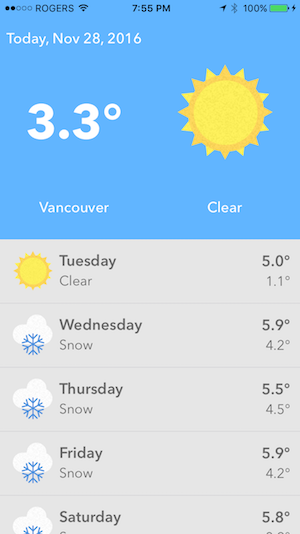 ROGERS 7:55 PM 100%
Today, Nov 28, 2016
3.3°
Vancouver Clear
Tuesday 5.0°
Clear 1.1°
Wednesday 5.9°
Snow 4.2°
Thursday 5.5°
Snow 4.5°
Friday 5.9°
Snow 4.2°
Saturday 5.8°